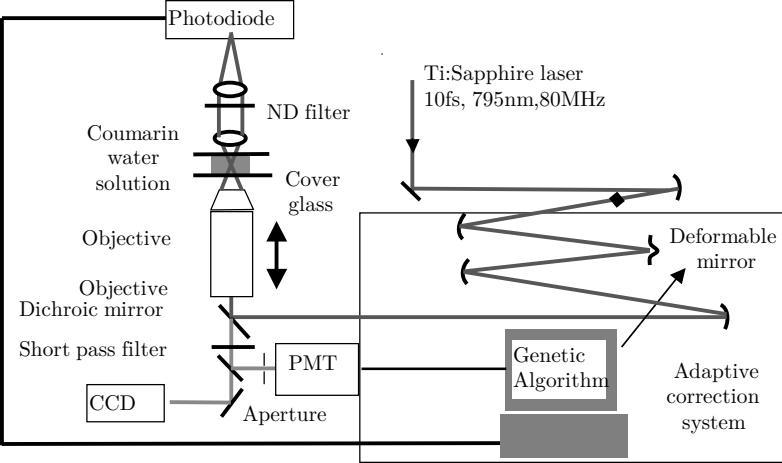 Photodiode
Ti:Sapphire laser
10fs, 795nm,80MHz
ND filter
Coumarin
water
solution
Cover
glass
Objective
Deformable
mirror
Objective
Dichroic mirror
Short pass filter
PMT
Genetic
Algorithm
Adaptive
correction
system
CCD
Aperture